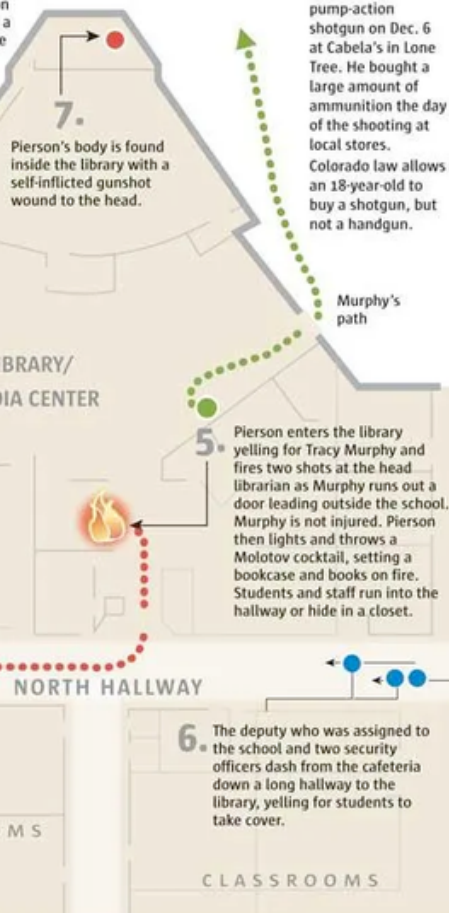 on
a
e
pump-action
shotgun on Dec. 6
at Cabela's in Lone
Tree. He bought a
large amount of
ammunition the day
of the shooting at
local stores.
Colorado law allows
an 18-year-old to
buy a shotgun, but
not a handgun.
7.
Pierson's body is found
inside the library with a
self-inflicted gunshot
wound to the head.
Murphy's
path
IBRARY/
DIA CENTER
5.
Pierson enters the library
yelling for Tracy Murphy and
fires two shots at the head
librarian as Murphy runs out a
door leading outside the school.
Murphy is not injured. Pierson
then lights and throws a
Molotov cocktail, setting a
bookcase and books on fire.
Students and staff run into the
hallway or hide in a closet.
NORTH HALLWAY
6.
The deputy who was assigned to
the school and two security
officers dash from the cafeteria
down a long hallway to the
library, yelling for students to
take cover.
MS
CLASSROOMS